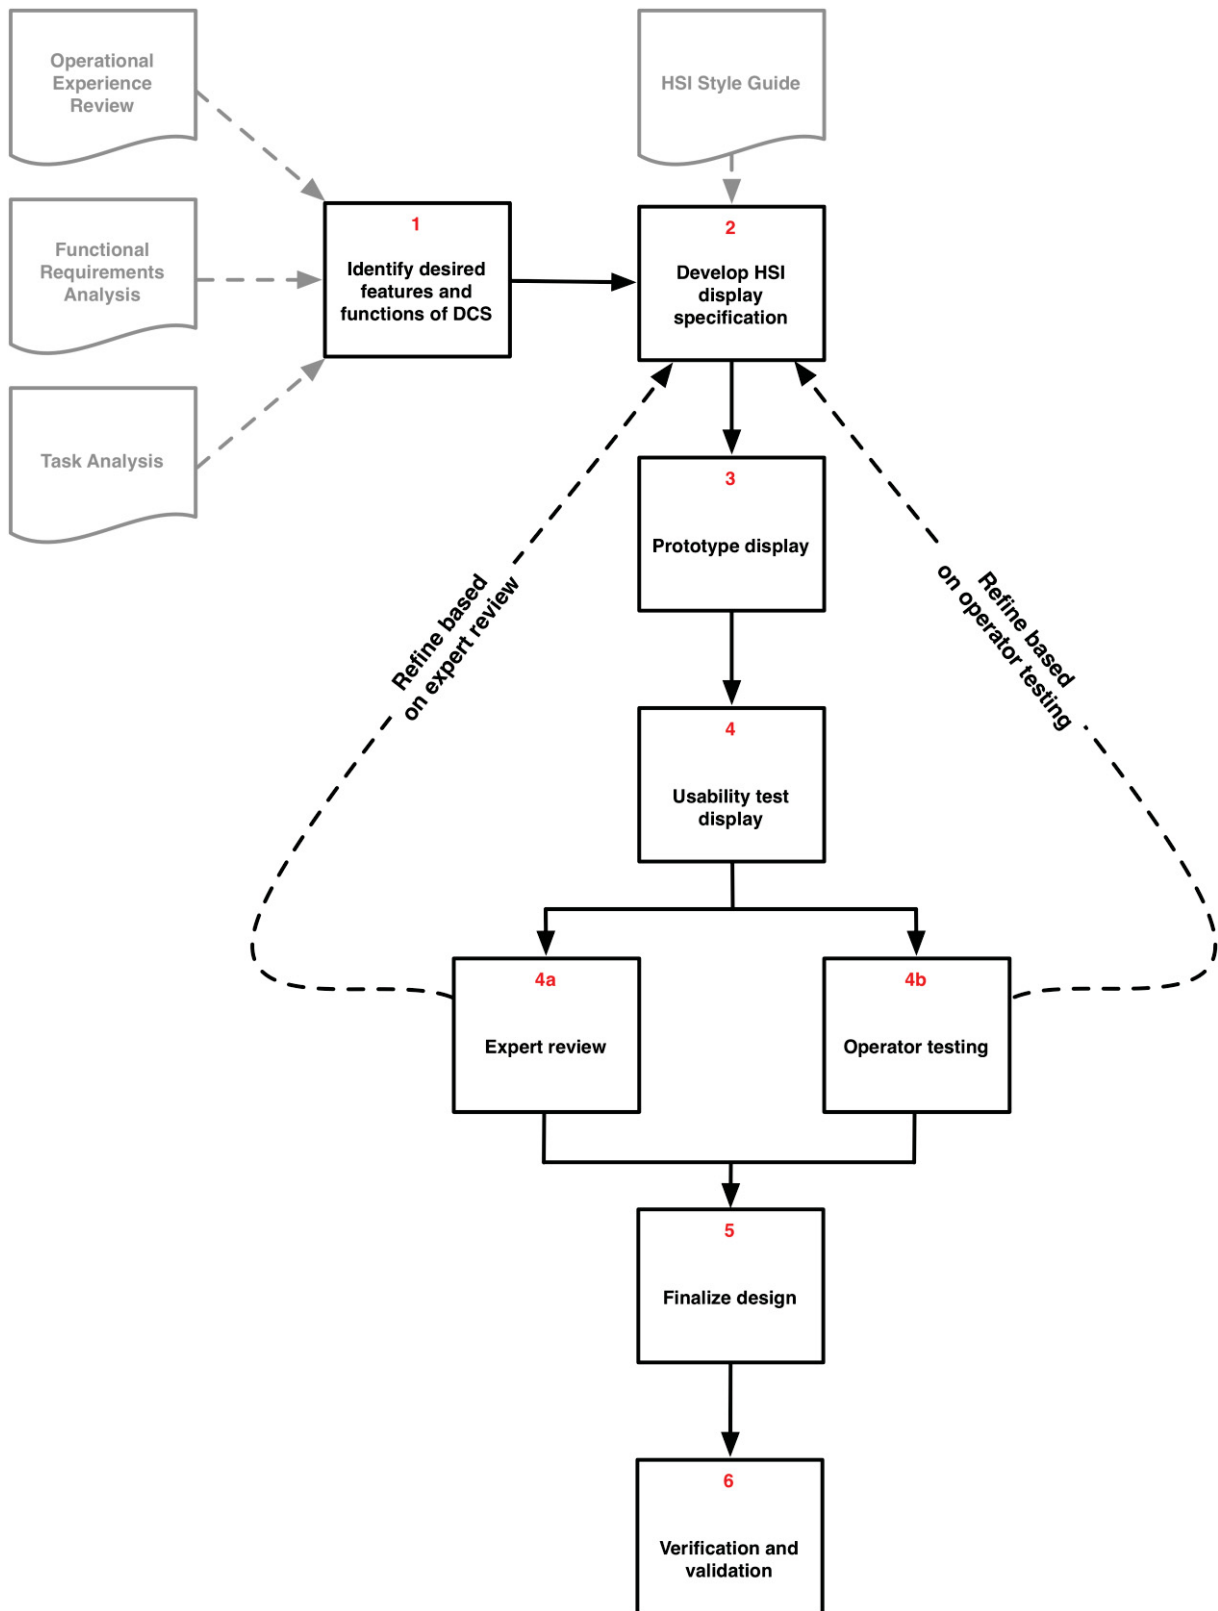 Operational
Experience
Review
HSI Style Guide
Functional
Requirements
Analysis
1
Identify desired
features and
functions of DCS
2
Develop HSI
display
specification
Task Analysis
3
Prototype display
Refine based
on expert review
Refine based
on operator testing
4
Usability test
display
4a
Expert review
4b
Operator testing
5
Finalize design
6
Verification and
validation